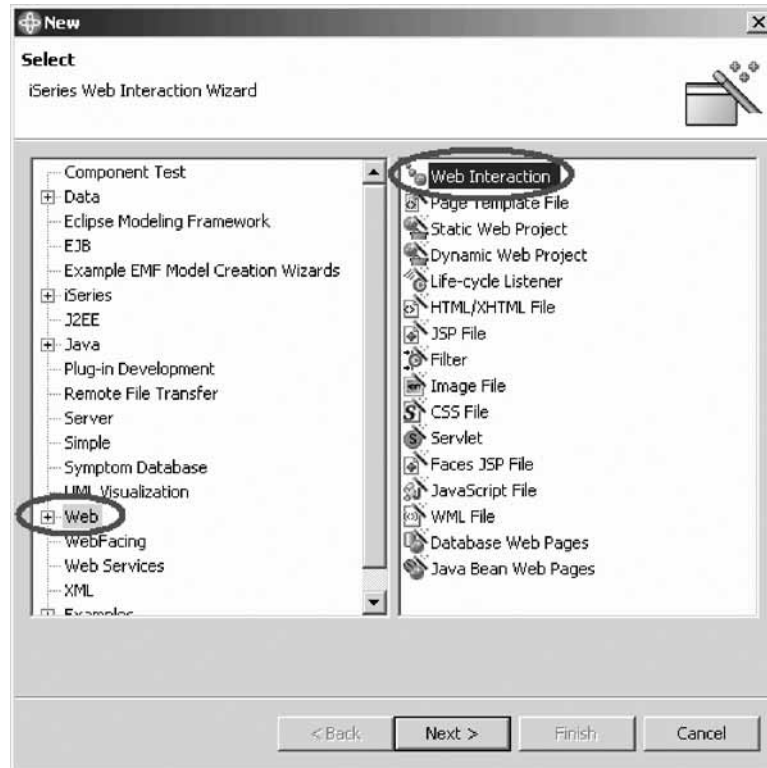 New
Select
iSeries Web Interaction Wizard
Component Test
Data
Eclipse Modeling Framework
EJB
Example EMF Model Creation Wizards
iSeries
J2EE
Java
Plug-in Development
Remote File Transfer
Server
Simple
Symptom Database
UML Visualization
Web
WebFacing
Web Services
XML
Examples
Web Interaction
Page Template File
Static Web Project
Dynamic Web Project
Life-cycle Listener
HTML/XHTML File
JSP File
Filter
Image File
CSS File
Servlet
Faces JSP File
JavaScript File
WML File
Database Web Pages
Java Bean Web Pages
< Back
Next >
Finish
Cancel